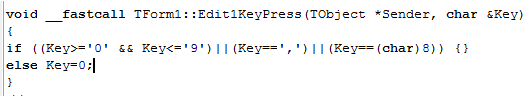 void __fastcall TForm1::Edit1KeyPress(TObject *Sender, char &Key)
{
if ((Key>='0' && Key<='9')||(Key==',')||(Key==(char)8)) {}
else Key=0;
}